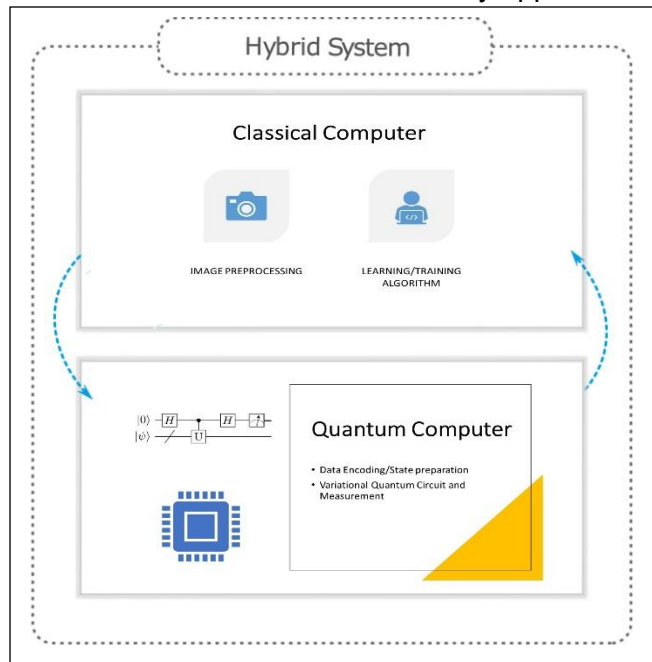 Hybrid System
Classical Computer
IMAGE PREPROCESSING
LEARNING/TRAINING
ALGORITHM
|0⟩ H H
|ψ⟩ U
Quantum Computer
• Data Encoding/State preparation
• Variational Quantum Circuit and
Measurement